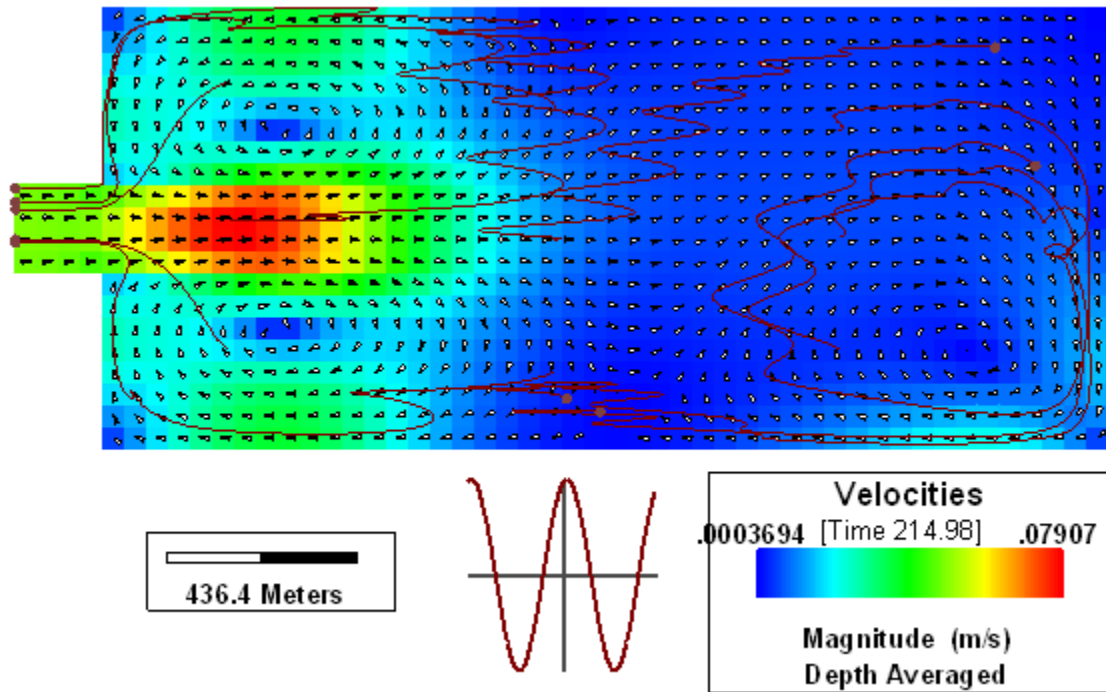 436.4 Meters
Velocities
.0003694 [Time 214.98] .07907
Magnitude (m/s)
Depth Averaged